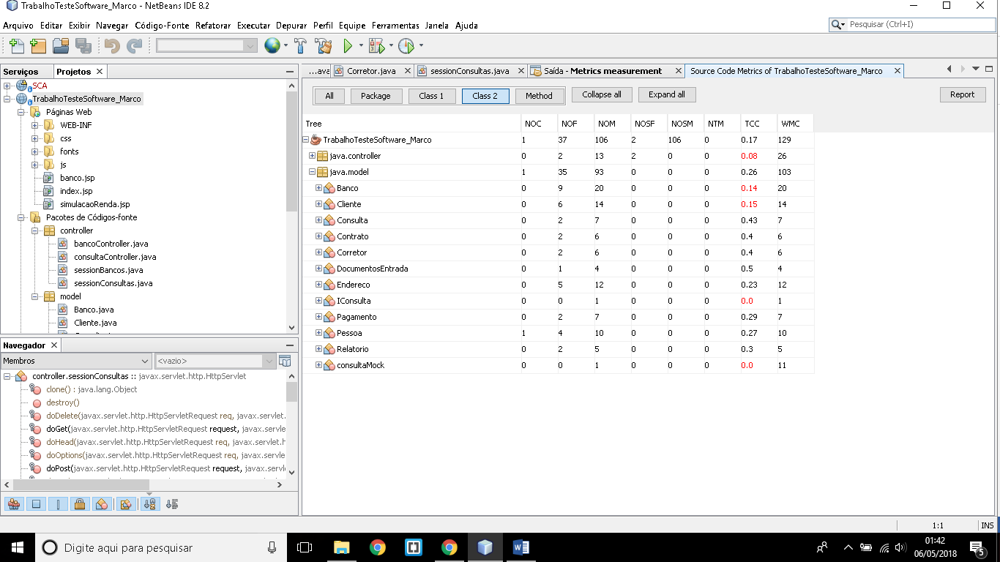 TrabalhoTesteSoftware_Marco - NetBeans IDE 8.2
Arquivo Editar Exibir Navegar Código-Fonte Refatorar Executar Depurar Perfil Equipe Ferramentas Janela Ajuda
Pesquisar (Ctrl+I)
Serviços Projetos
SCA
TrabalhoTesteSoftware_Marco
Páginas Web
WEB-INF
css
fonts
js
banco.jsp
index.jsp
simulacaoRenda.jsp
Pacotes de Códigos-fonte
controller
bancoController.java
consultaController.java
sessionBancos.java
sessionConsultas.java
model
Banco.java
Cliente.java
Navegador
Membros <vazio>
controller.sessionConsultas :: javax.servlet.http.HttpServlet
clone() : java.lang.Object
destroy()
doDelete(javax.servlet.http.HttpServletRequest req, javax.servlet.
doGet(javax.servlet.http.HttpServletRequest request, javax.servle
doHead(javax.servlet.http.HttpServletRequest req, javax.servlet.h
doOptions(javax.servlet.http.HttpServletRequest req, javax.servlet
doPost(javax.servlet.http.HttpServletRequest request, javax.servl
...ava Corretor.java sessionConsultas.java Saída - Metrics measurement Source Code Metrics of TrabalhoTesteSoftware_Marco
All Package Class 1 Class 2 Method Collapse all Expand all Report
Tree NOC NOF NOM NOSF NOSM NTM TCC WMC
TrabalhoTesteSoftware_Marco 1 37 106 2 106 0 0.17 129
java.controller 0 2 13 2 0 0 0.08 26
java.model 1 35 93 0 0 0 0.26 103
Banco 0 9 20 0 0 0 0.14 20
Cliente 0 6 14 0 0 0 0.15 14
Consulta 0 2 7 0 0 0 0.43 7
Contrato 0 2 6 0 0 0 0.4 6
Corretor 0 2 6 0 0 0 0.4 6
DocumentosEntrada 0 1 4 0 0 0 0.5 4
Endereco 0 5 12 0 0 0 0.23 12
IConsulta 0 0 1 0 0 0 0.0 1
Pagamento 0 2 7 0 0 0 0.29 7
Pessoa 1 4 10 0 0 0 0.27 10
Relatorio 0 2 5 0 0 0 0.3 5
consultaMock 0 0 1 0 0 0 0.0 11
1:1 INS
Digite aqui para pesquisar
01:42
06/05/2018
5